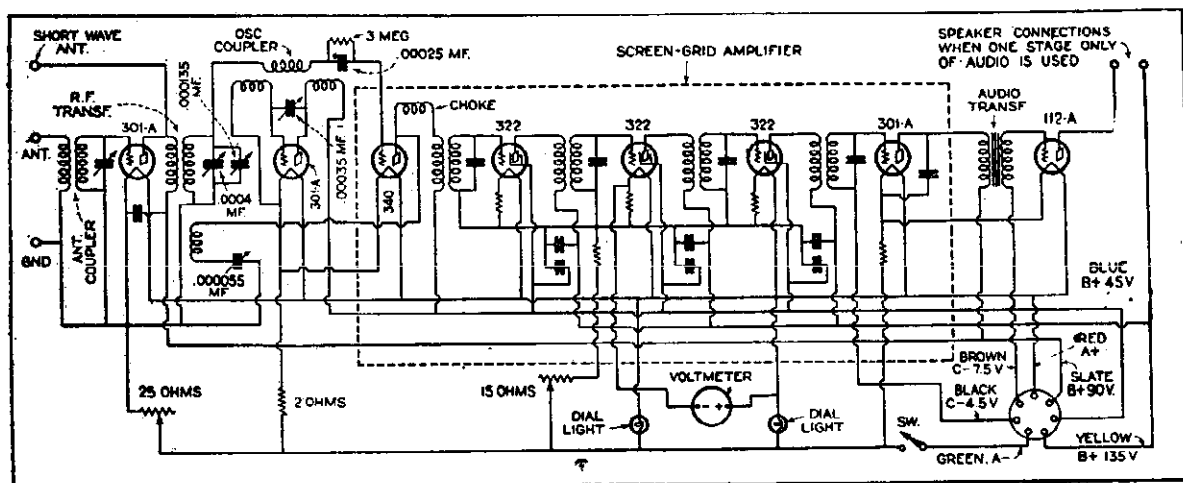 SHORT WAVE
ANT.
OSC
COUPLER
3 MEG
.00025 MF.
SCREEN-GRID AMPLIFIER
SPEAKER CONNECTIONS
WHEN ONE STAGE ONLY
OF AUDIO IS USED
.000135
MF.
R.F.
TRANSF.
CHOKE
AUDIO
TRANSF.
301-A
322
322
322
301-A
112-A
ANT.
.00035 MF.
301-A
340
.0004
MF.
GND
ANT.
COUPLER
.000055
MF.
BLUE
B+ 45V
RED
A+
BROWN
C-7.5 V
SLATE
B+90V.
25 OHMS
2 OHMS
15 OHMS
VOLTMETER
BLACK
C-4.5 V
DIAL
LIGHT
DIAL
LIGHT
SW.
GREEN, A-
YELLOW
B+ 135 V